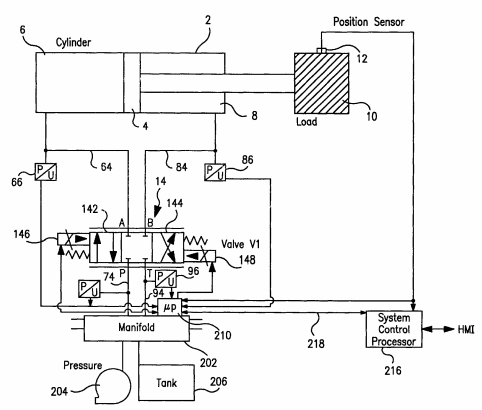 Position Sensor
6
Cylinder
2
12
4
8
Load
10
P
U
66
64
84
P
U
86
14
142
A
B
144
146
Valve V1
148
74
P
T
P
U
96
P
U
94
µp
210
Manifold
202
218
System
Control
Processor
216
HMI
Pressure
204
Tank
206